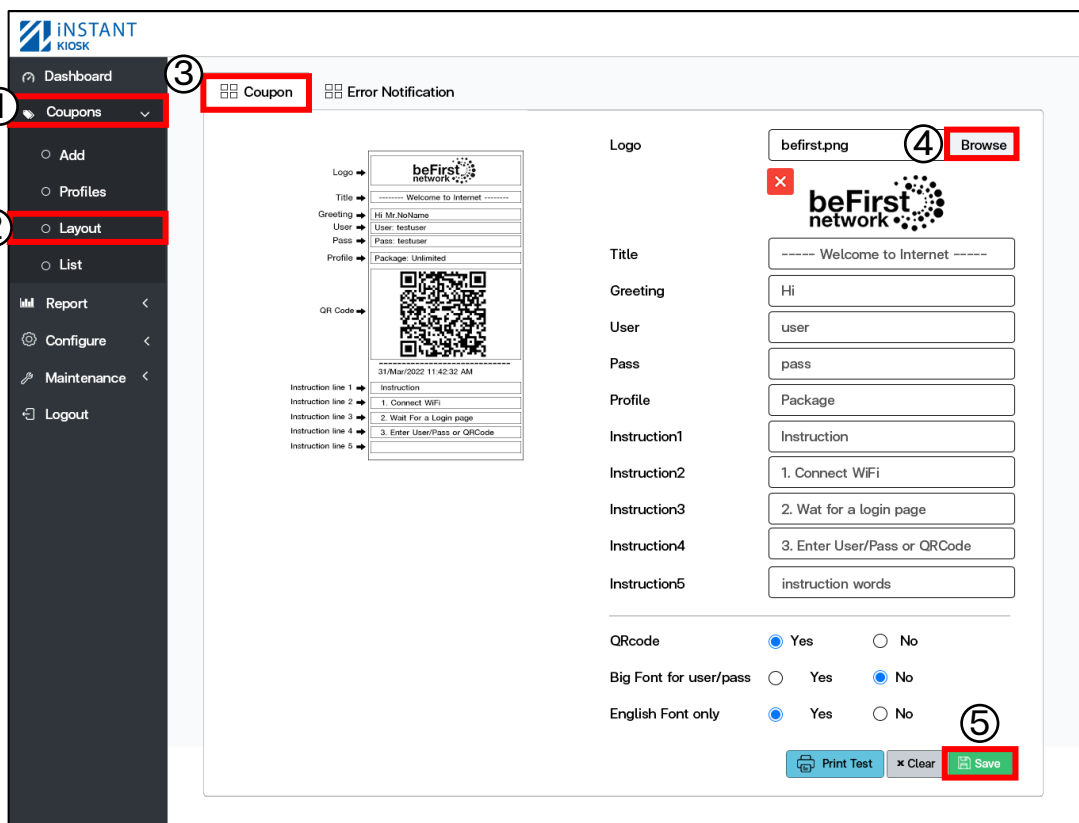 iNSTANT
KIOSK
Dashboard
1 Coupons
Add
Profiles
2 Layout
List
Report
Configure
Maintenance
Logout
3 Coupon Error Notification
Logo beFirst
network
Title -------- Welcome to Internet --------
Greeting Hi Mr.NoName
User User: testuser
Pass Pass: testuser
Profile Package: Unlimited
QR Code
31/Mar/2022 11:42:32 AM
Instruction line 1 Instruction
Instruction line 2 1. Connect WiFi
Instruction line 3 2. Wait For a Login page
Instruction line 4 3. Enter User/Pass or QRCode
Instruction line 5
Logo befirst.png 4 Browse
beFirst
network
Title ----- Welcome to Internet -----
Greeting Hi
User user
Pass pass
Profile Package
Instruction1 Instruction
Instruction2 1. Connect WiFi
Instruction3 2. Wat for a login page
Instruction4 3. Enter User/Pass or QRCode
Instruction5 instruction words
QRcode Yes No
Big Font for user/pass Yes No
English Font only Yes No
5
Print Test × Clear Save